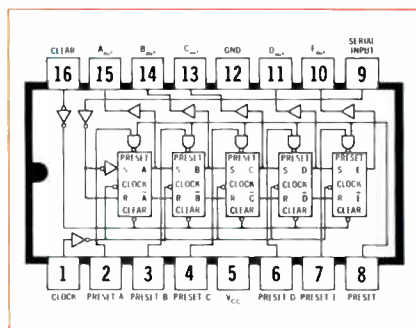 CLEAR A B C GND D E SERIAL INPUT
16 15 14 13 12 11 10 9
PRESET PRESET PRESET PRESET PRESET
S A S B S C S D S E
CLOCK CLOCK CLOCK CLOCK CLOCK
R A̅ R B̅ R C̅ R D̅ R E̅
CLEAR CLEAR CLEAR CLEAR CLEAR
1 2 3 4 5 6 7 8
CLOCK PRESET A PRESET B PRESET C VCC PRESET D PRESET E PRESET